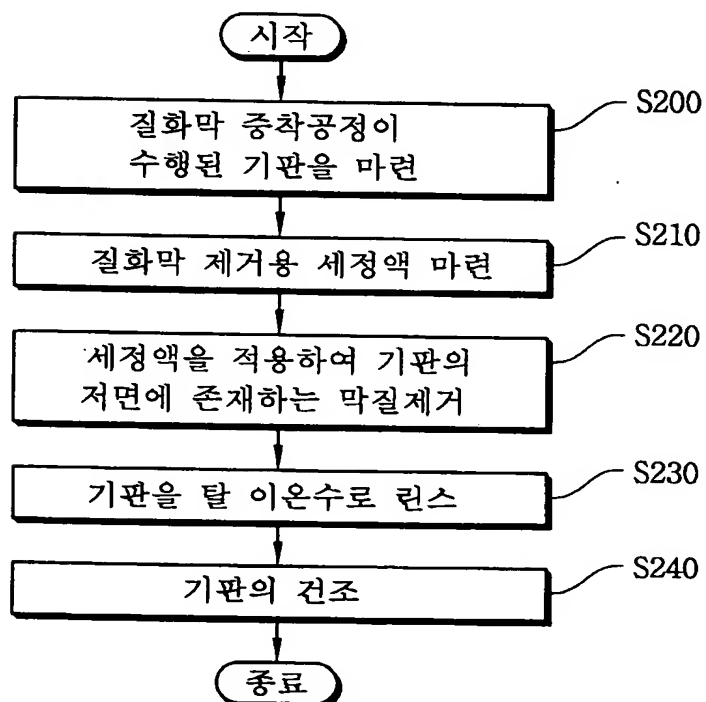 시작
S200
질화막 증착공정이
수행된 기판을 마련
S210
질화막 제거용 세정액 마련
S220
세정액을 적용하여 기판의
저면에 존재하는 막질제거
S230
기판을 탈 이온수로 린스
S240
기판의 건조
종료